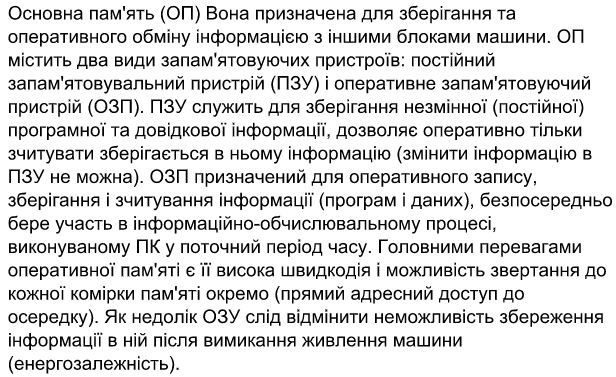 Основна пам'ять (ОП) Вона призначена для зберігання та
оперативного обміну інформацією з іншими блоками машини. ОП
містить два види запам'ятовуючих пристроїв: постійний
запам'ятовувальний пристрій (ПЗУ) і оперативне запам'ятовуючий
пристрій (ОЗП). ПЗУ служить для зберігання незмінної (постійної)
програмної та довідкової інформації, дозволяє оперативно тільки
зчитувати зберігається в ньому інформацію (змінити інформацію в
ПЗУ не можна). ОЗП призначений для оперативного запису,
зберігання і зчитування інформації (програм і даних), безпосередньо
бере участь в інформаційно-обчислювальному процесі,
виконуваному ПК у поточний період часу. Головними перевагами
оперативної пам'яті є її висока швидкодія і можливість звертання до
кожної комірки пам'яті окремо (прямий адресний доступ до
осередку). Як недолік ОЗУ слід відмінити неможливість збереження
інформації в ній після вимикання живлення машини
(енергозалежність).